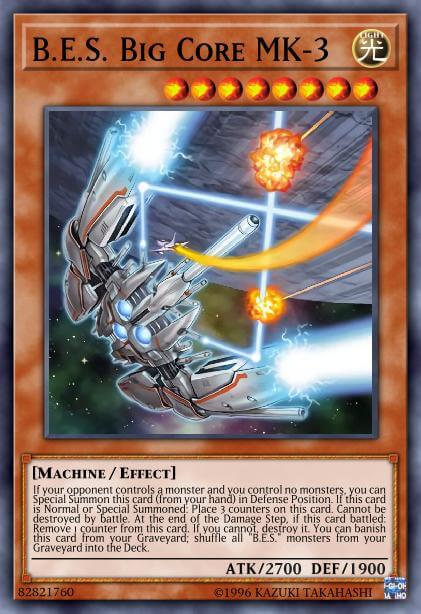 B.E.S. Big Core MK-3
LIGHT
光
[Machine / Effect]
If your opponent controls a monster and you control no monsters, you can
Special Summon this card (from your hand) in Defense Position. If this card
is Normal or Special Summoned: Place 3 counters on this card. Cannot be
destroyed by battle. At the end of the Damage Step, if this card battled:
Remove 1 counter from this card. If you cannot, destroy it. You can banish
this card from your Graveyard; shuffle all "B.E.S." monsters from your
Graveyard into the Deck.
ATK/2700 DEF/1900
82821760
©1996 KAZUKI TAKAHASHI